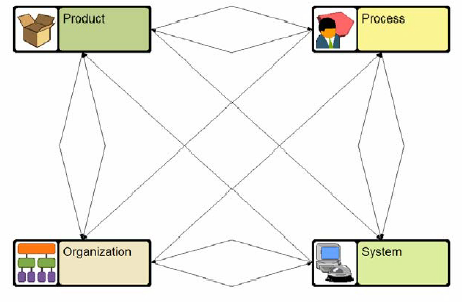 Product
Process
Organization
System